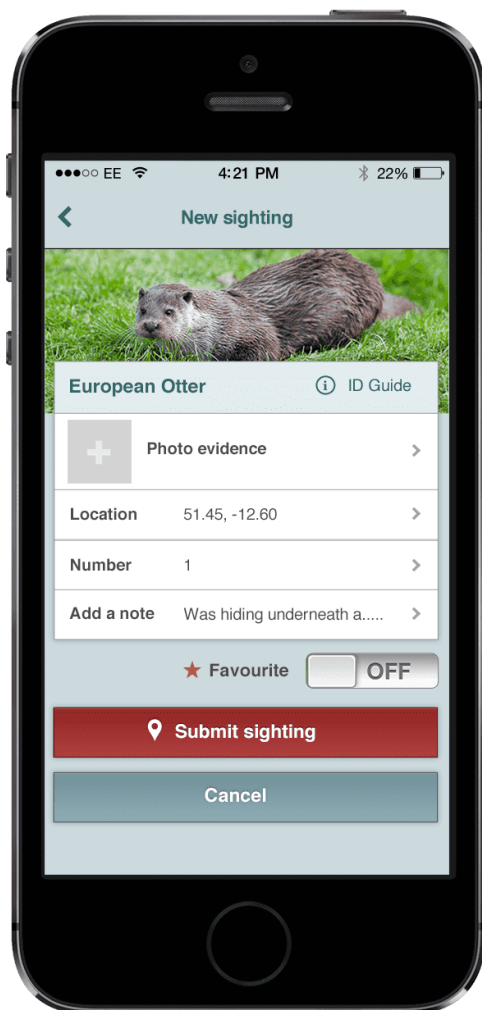 EE 4:21 PM 22%
New sighting
European Otter ID Guide
Photo evidence
Location 51.45, -12.60
Number 1
Add a note Was hiding underneath a.....
Favourite OFF
Submit sighting
Cancel